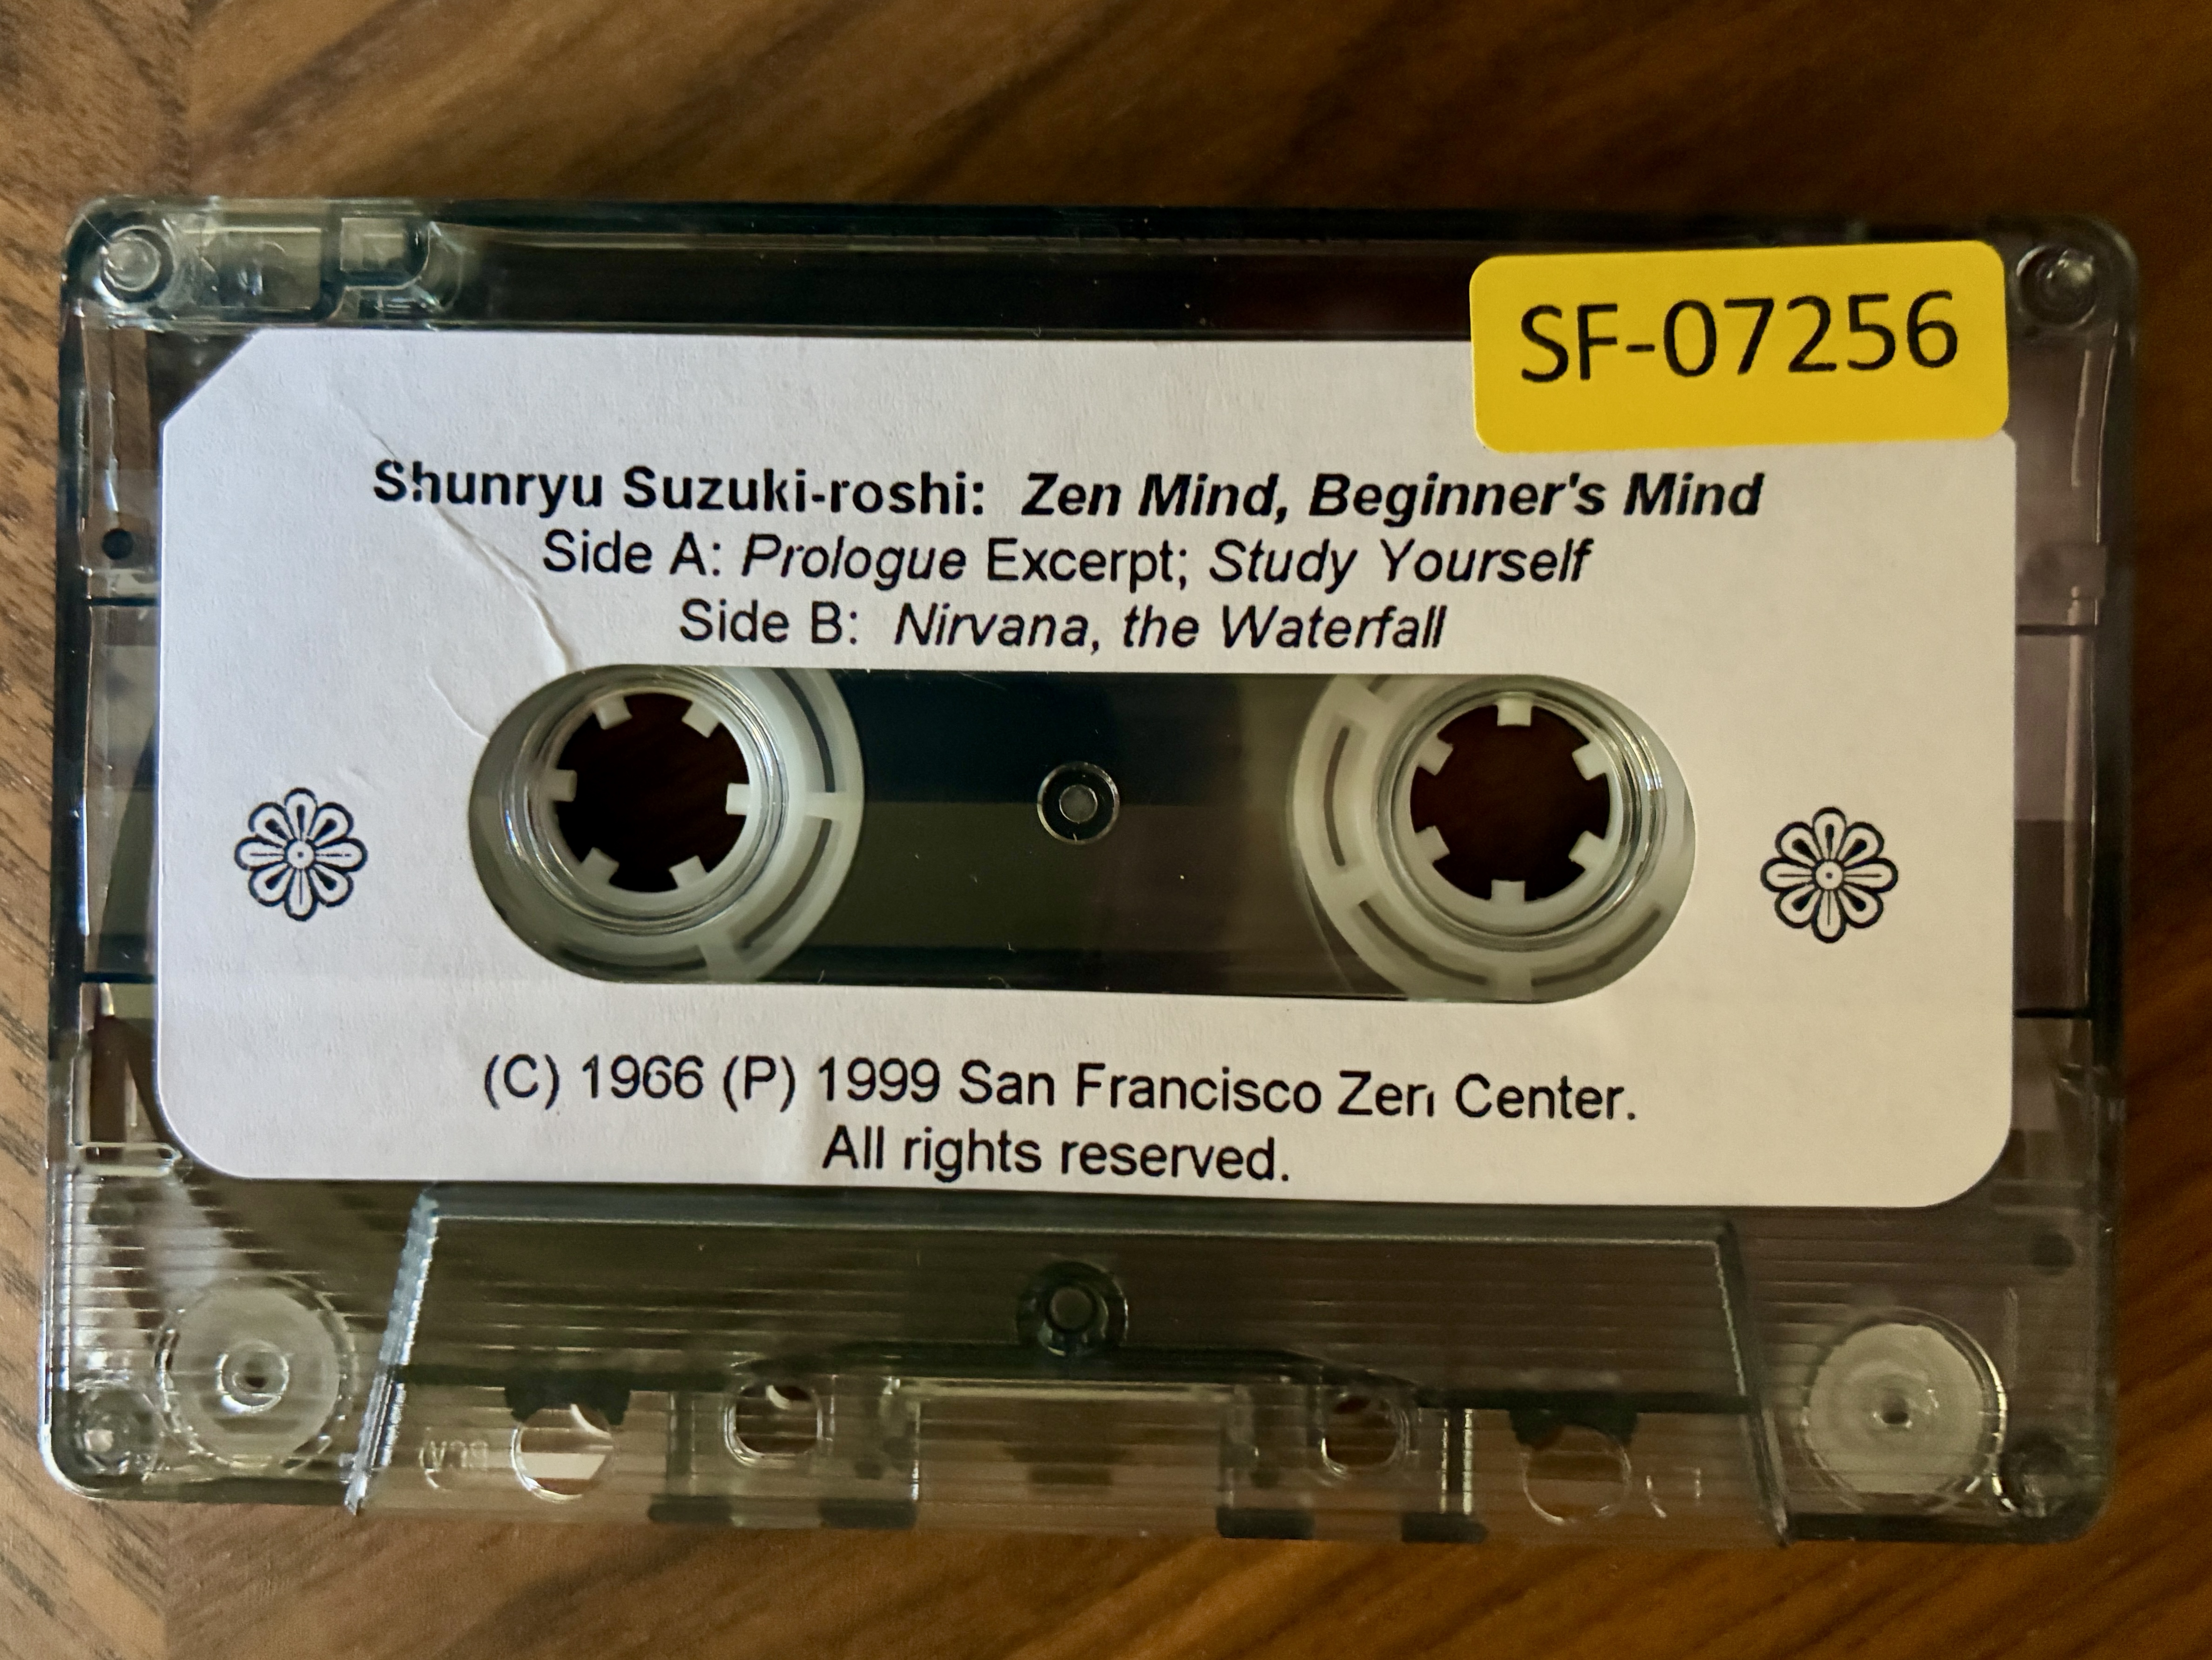 SF-07256
Shunryu Suzuki-roshi: Zen Mind, Beginner's Mind
Side A: Prologue Excerpt; Study Yourself
Side B: Nirvana, the Waterfall
(C) 1966 (P) 1999 San Francisco Zen Center.
All rights reserved.